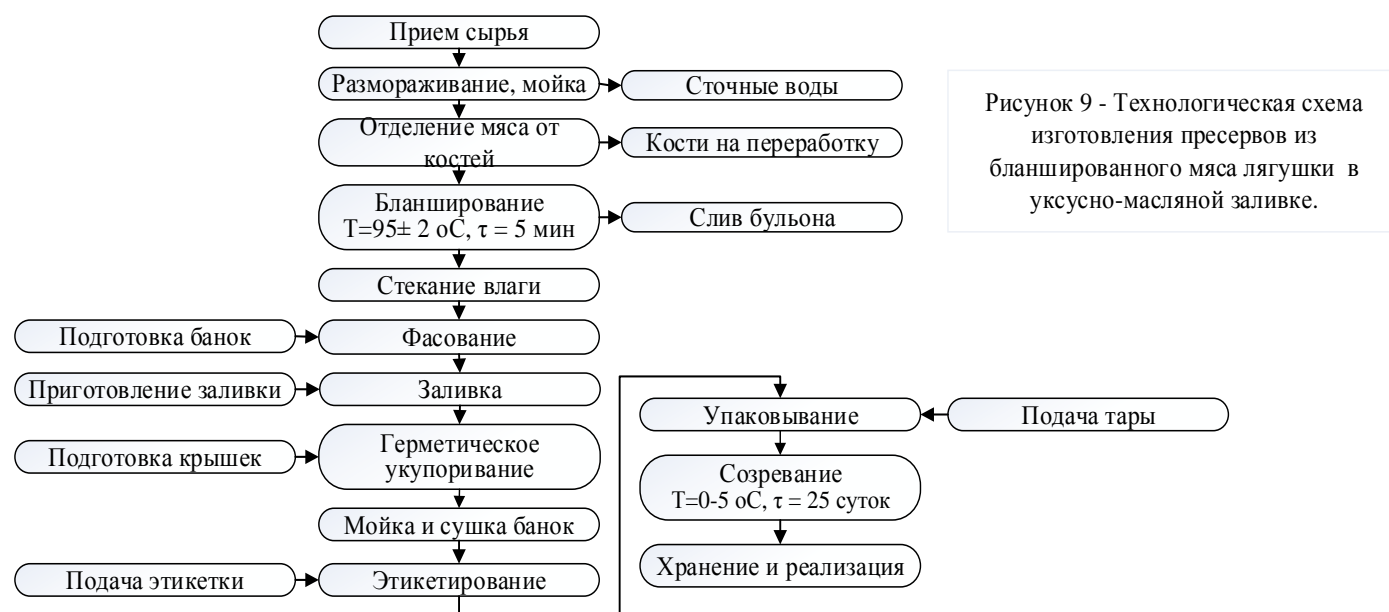 Прием сырья
Размораживание, мойка
Сточные воды
Отделение мяса от
костей
Кости на переработку
Бланширование
Т=95± 2 оС, τ = 5 мин
Слив бульона
Стекание влаги
Подготовка банок
Фасование
Приготовление заливки
Заливка
Подготовка крышек
Герметическое
укупоривание
Мойка и сушка банок
Подача этикетки
Этикетирование
Упаковывание
Подача тары
Созревание
Т=0-5 оС, τ = 25 суток
Хранение и реализация
Рисунок 9 - Технологическая схема
изготовления пресервов из
бланшированного мяса лягушки в
уксусно-масляной заливке.